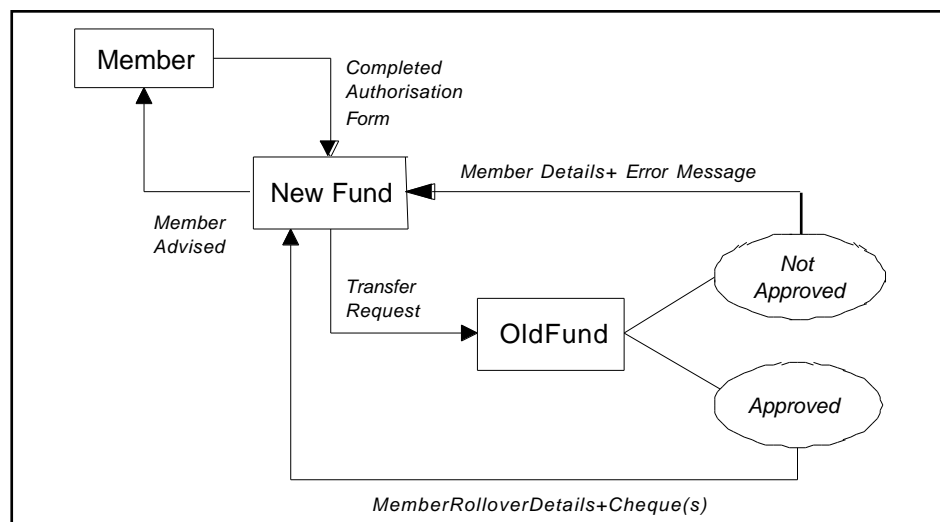 Member
Completed
Authorisation
Form
Member Details+ Error Message
New Fund
Member
Advised
Not
Approved
Transfer
Request
OldFund
Approved
MemberRolloverDetails+Cheque(s)